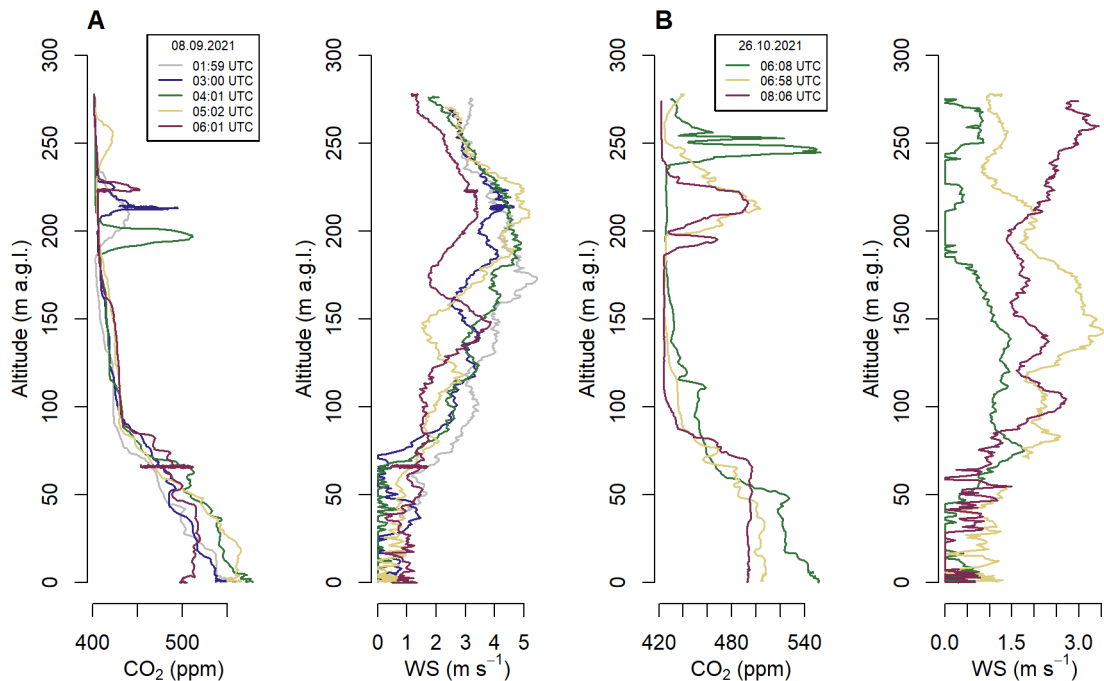 A
08.09.2021
01:59 UTC
03:00 UTC
04:01 UTC
05:02 UTC
06:01 UTC
Altitude (m a.g.l.)
0 50 100 150 200 250 300
400 500
CO₂ (ppm)
Altitude (m a.g.l.)
0 50 100 150 200 250 300
0 1 2 3 4 5
WS (m s⁻¹)
B
26.10.2021
06:08 UTC
06:58 UTC
08:06 UTC
Altitude (m a.g.l.)
0 50 100 150 200 250 300
420 480 540
CO₂ (ppm)
Altitude (m a.g.l.)
0 50 100 150 200 250 300
0.0 1.5 3.0
WS (m s⁻¹)